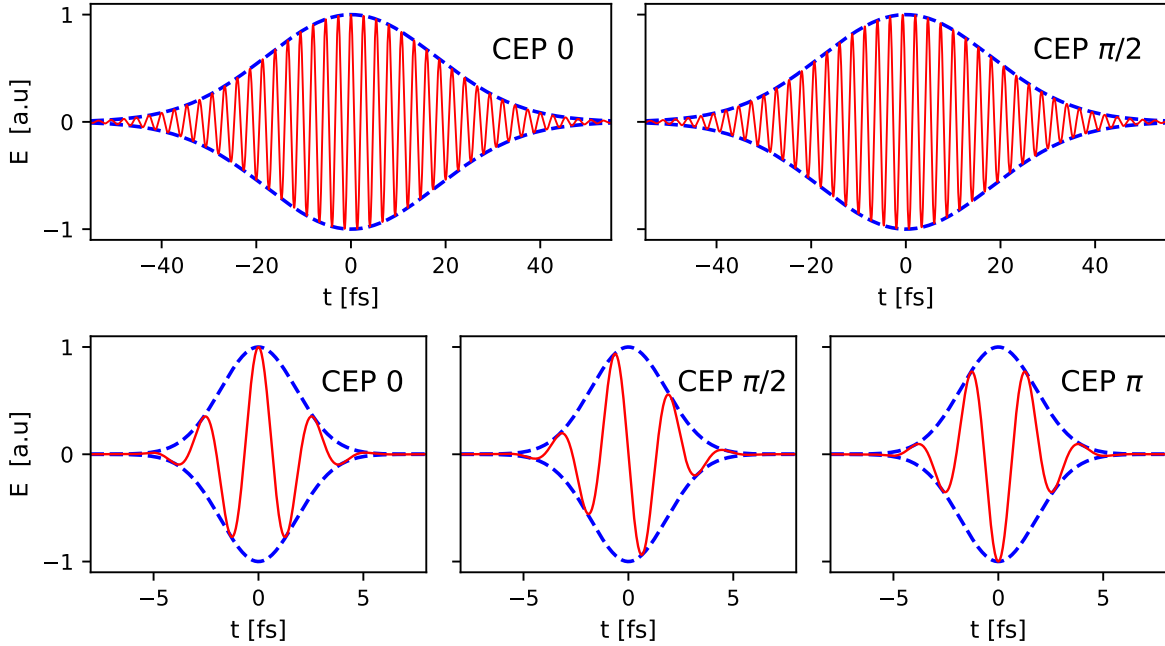 1
0
−1
E [a.u]
CEP 0
−40 −20 0 20 40
t [fs]
CEP π/2
−40 −20 0 20 40
t [fs]
1
0
−1
E [a.u]
CEP 0
−5 0 5
t [fs]
CEP π/2
−5 0 5
t [fs]
CEP π
−5 0 5
t [fs]